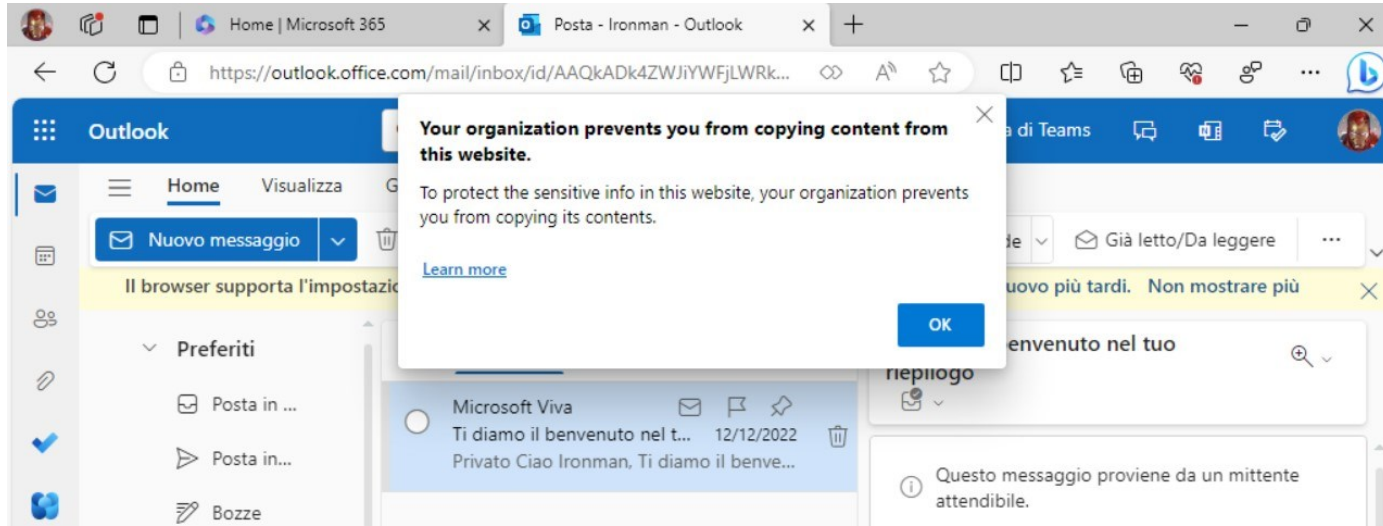 Home | Microsoft 365
Posta - Ironman - Outlook
https://outlook.office.com/mail/inbox/id/AAQkADk4ZWJiYWFjLWRk...
Outlook
Your organization prevents you from copying content from
this website.
To protect the sensitive info in this website, your organization prevents
you from copying its contents.
Learn more
OK
di Teams
Home Visualizza
Nuovo messaggio
Già letto/Da leggere
Il browser supporta
più tardi. Non mostrare più
Preferiti
Posta in ...
Posta in...
Bozze
Microsoft Viva
Ti diamo il benvenuto nel t... 12/12/2022
Privato Ciao Ironman, Ti diamo il benve...
nel tuo
riepilogo
Questo messaggio proviene da un mittente
attendibile.